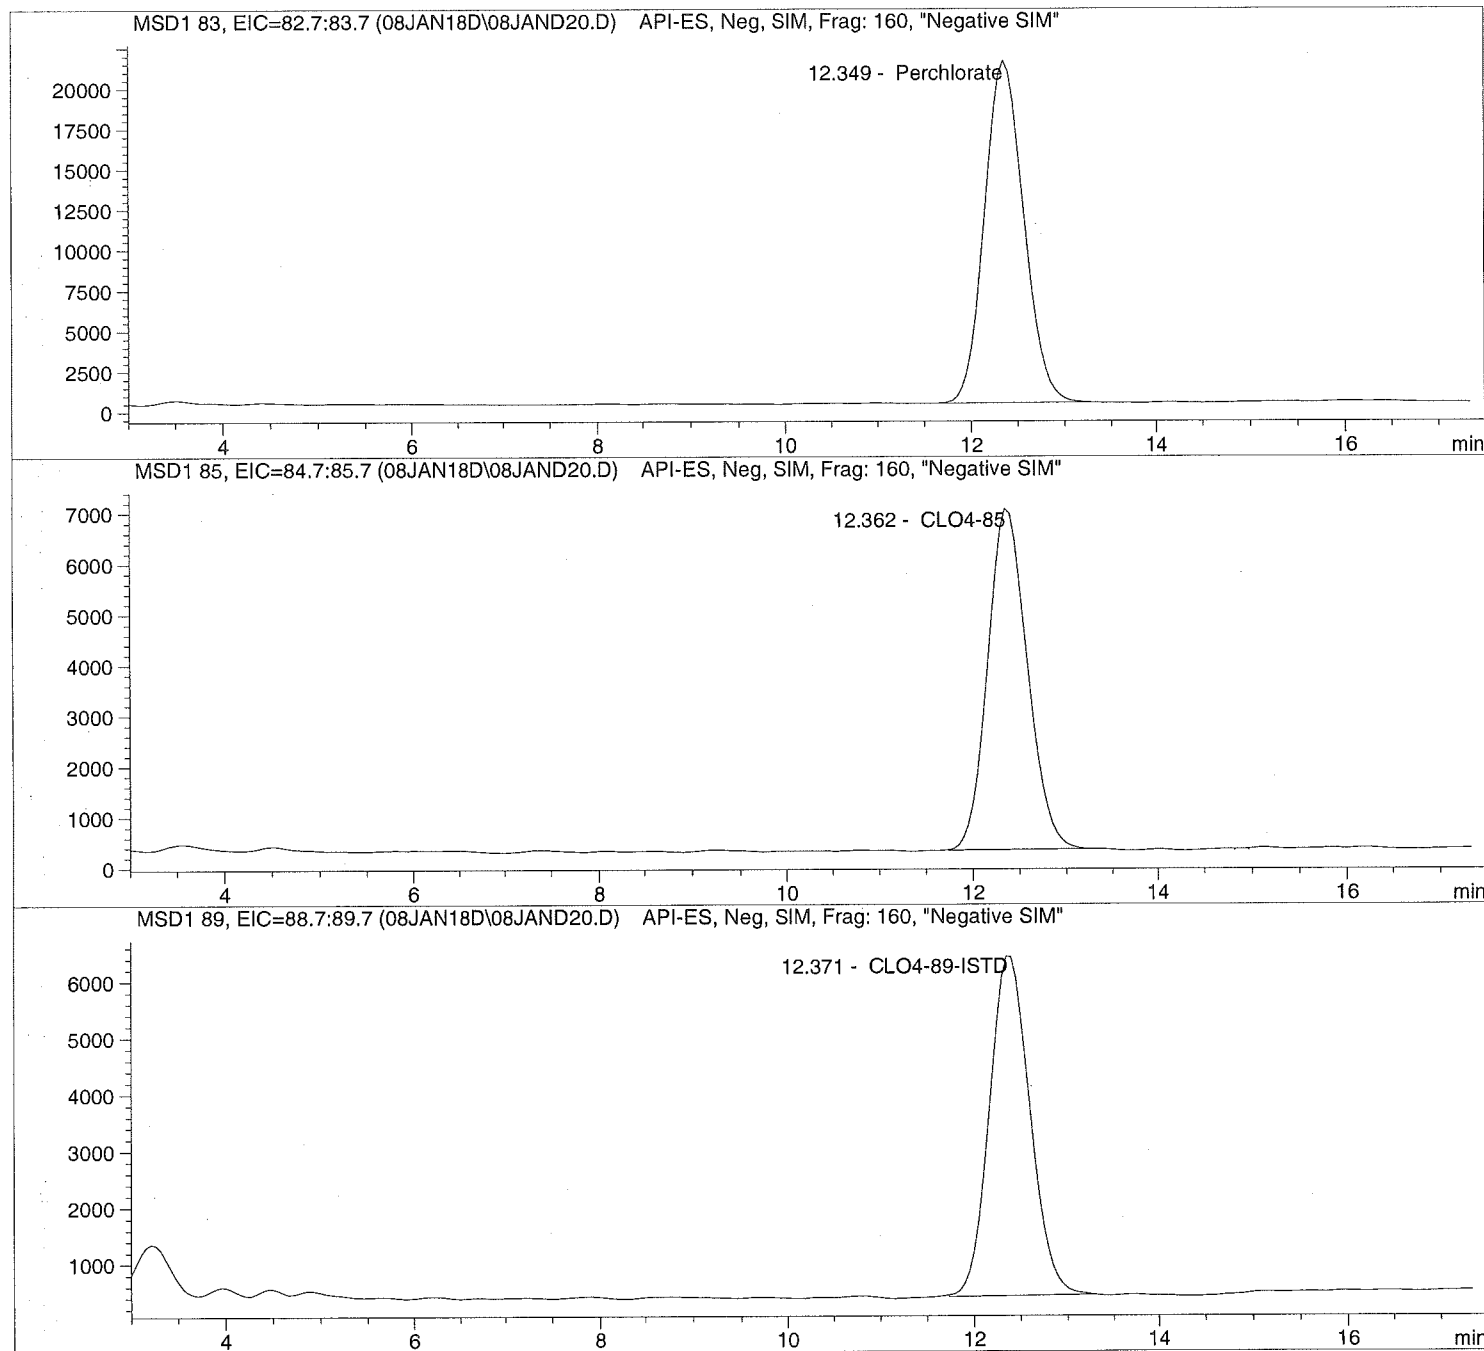 MSD1 83, EIC=82.7:83.7 (08JAN18D\08JAND20.D) API-ES, Neg, SIM, Frag: 160, "Negative SIM"
12.349 - Perchlorate
20000
17500
15000
12500
10000
7500
5000
2500
0
4 6 8 10 12 14 16 min
MSD1 85, EIC=84.7:85.7 (08JAN18D\08JAND20.D) API-ES, Neg, SIM, Frag: 160, "Negative SIM"
12.362 - CLO4-85
7000
6000
5000
4000
3000
2000
1000
0
4 6 8 10 12 14 16 min
MSD1 89, EIC=88.7:89.7 (08JAN18D\08JAND20.D) API-ES, Neg, SIM, Frag: 160, "Negative SIM"
12.371 - CLO4-89-ISTD
6000
5000
4000
3000
2000
1000
4 6 8 10 12 14 16 min